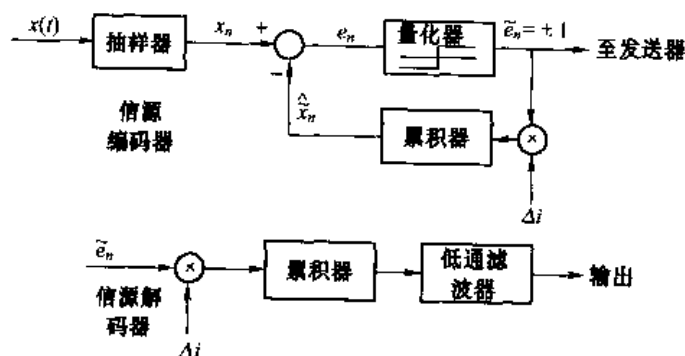 x(t)
抽样器
x_n
+
−
e_n
量化器
ẽ_n = ±1
至发送器
信源
编码器
x̃̂_n
累积器
×
Δi
ẽ_n
×
累积器
低通滤
波器
输出
信源解
码器
Δi